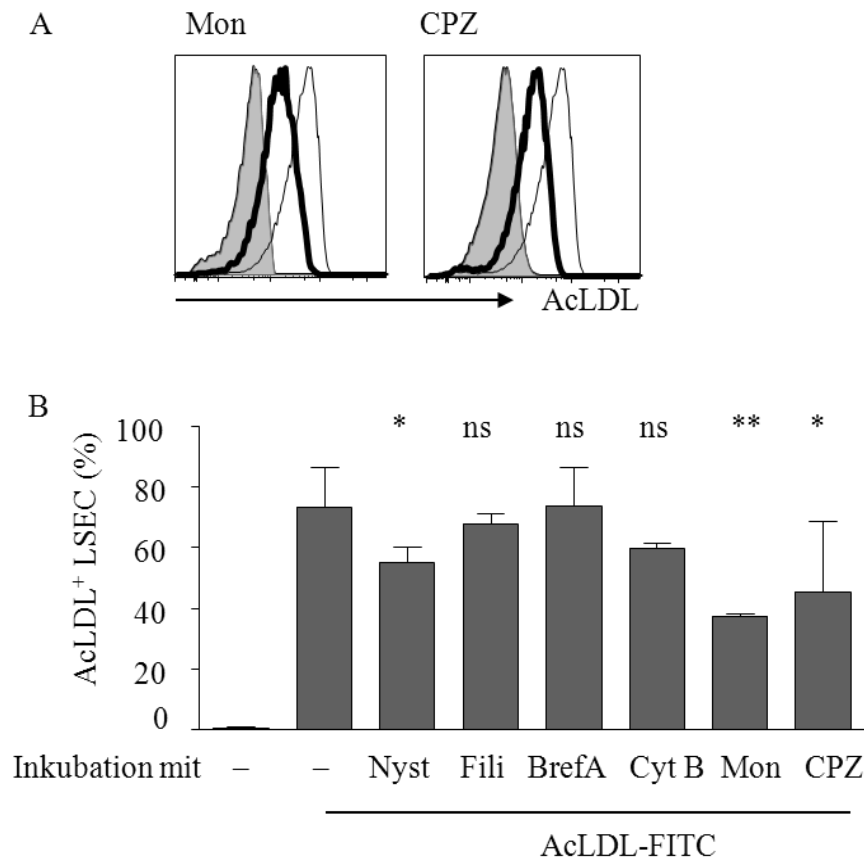 A
Mon CPZ
AcLDL
B
AcLDL⁺ LSEC (%)
100
80
60
40
20
0
* ns ns ns ** *
Inkubation mit – – Nyst Fili BrefA Cyt B Mon CPZ
AcLDL-FITC